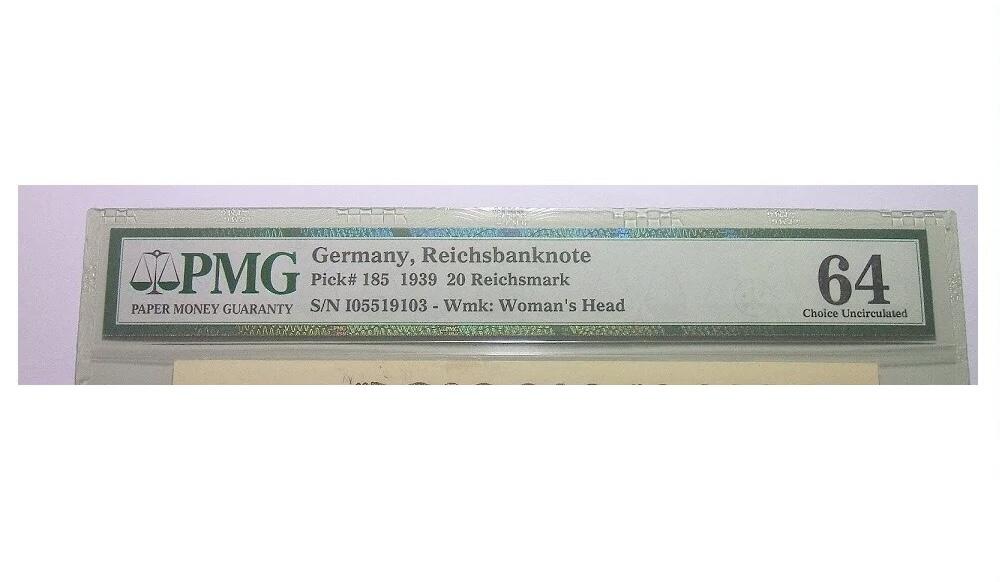 PMG
PAPER MONEY GUARANTY
Germany, Reichsbanknote
Pick# 185 1939 20 Reichsmark
S/N I05519103 - Wmk: Woman's Head
64
Choice Uncirculated